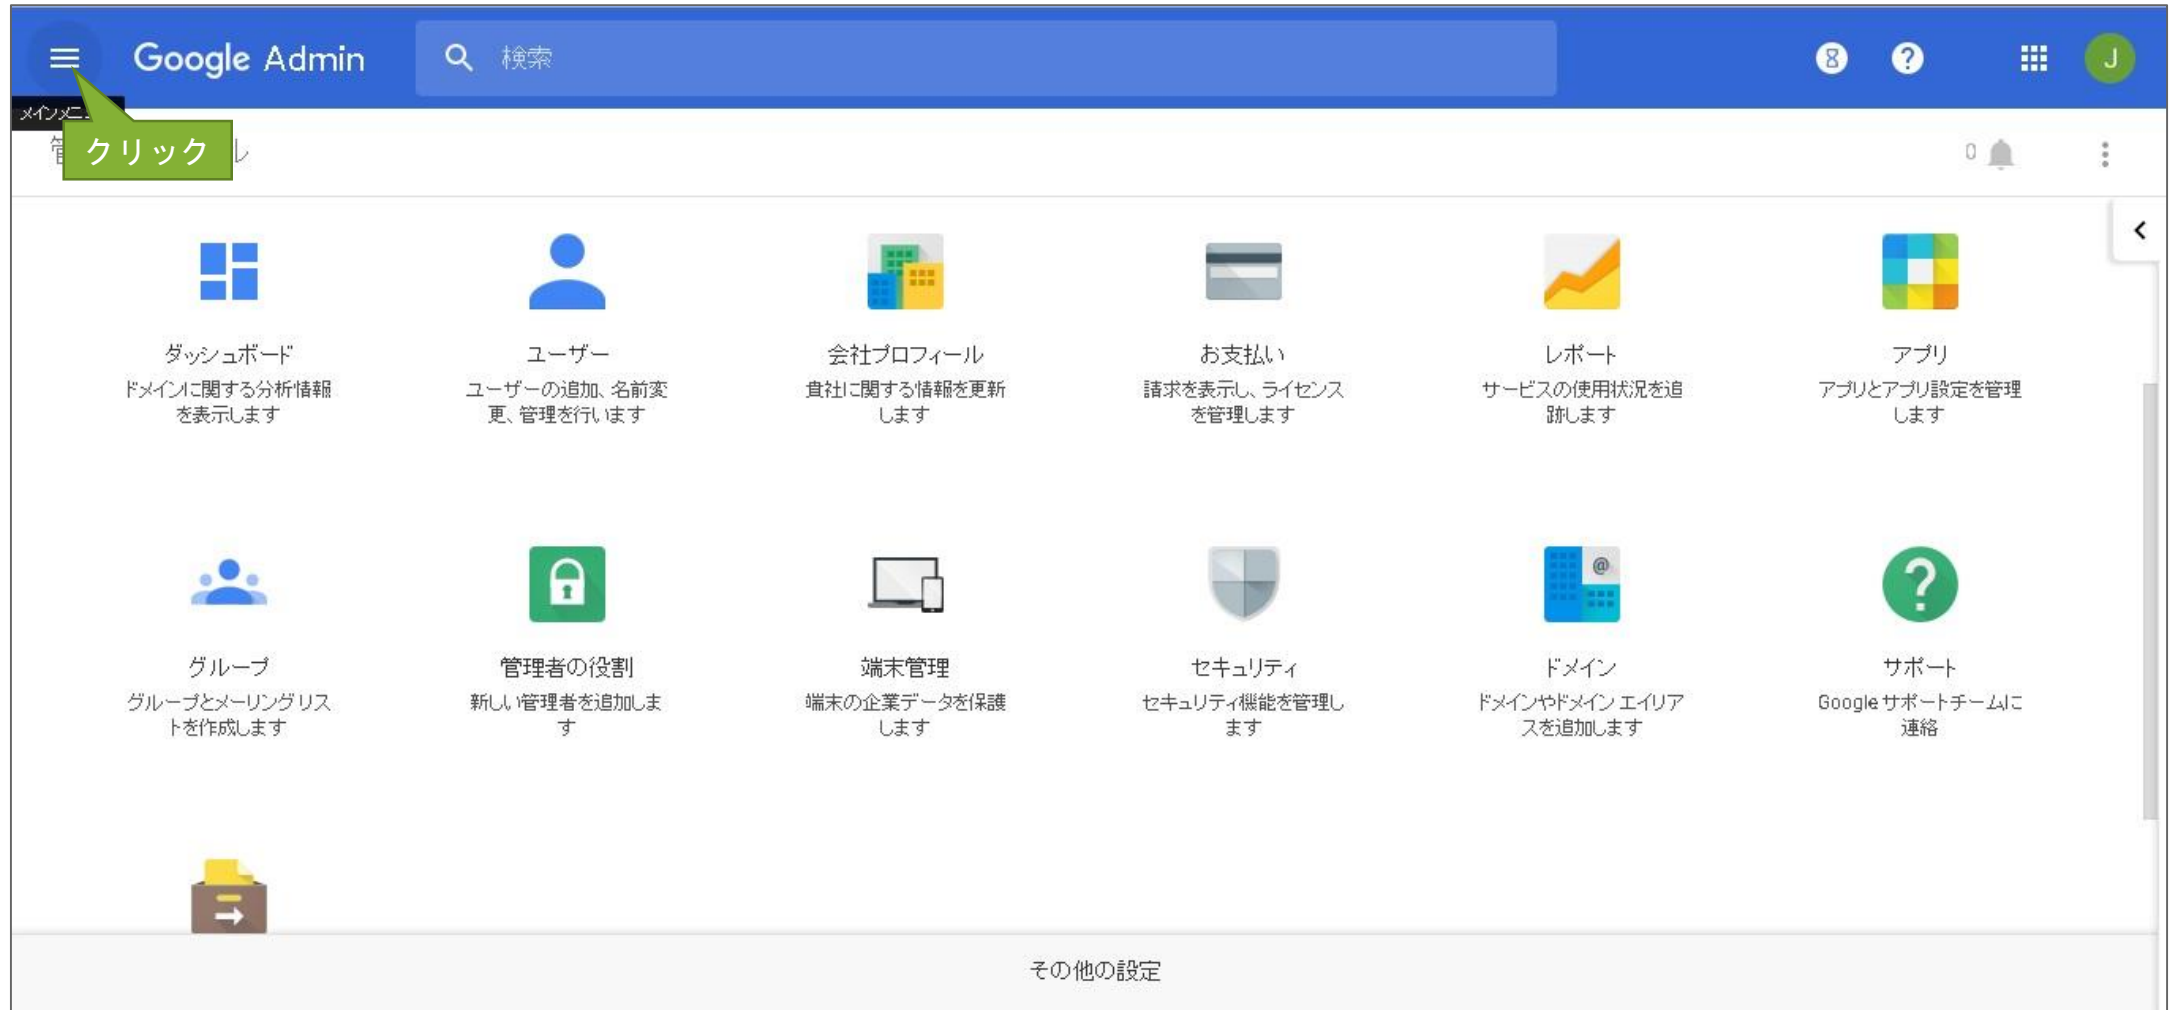 Google Admin
検索
J
メインメニ
クリック
0
ダッシュボード
ユーザー
会社プロフィール
お支払い
レポート
アプリ
ドメインに関する分析情報
を表示します
ユーザーの追加、名前変
更、管理を行います
貴社に関する情報を更新
します
請求を表示し、ライセンス
を管理します
サービスの使用状況を追
跡します
アプリとアプリ設定を管理
します
@
グループ
管理者の役割
端末管理
セキュリティ
ドメイン
サポート
グループとメーリングリス
トを作成します
新しい管理者を追加しま
す
端末の企業データを保護
します
セキュリティ機能を管理し
ます
ドメインやドメイン エイリア
スを追加します
Google サポートチームに
連絡
その他の設定